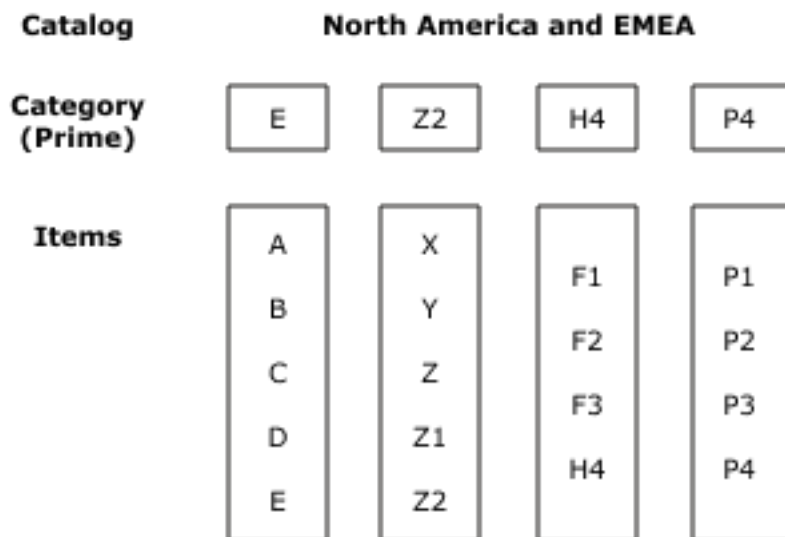 Catalog North America and EMEA
Category
(Prime)
E Z2 H4 P4
Items
A X
F1 P1
B Y
F2 P2
C Z
F3 P3
D Z1
H4 P4
E Z2